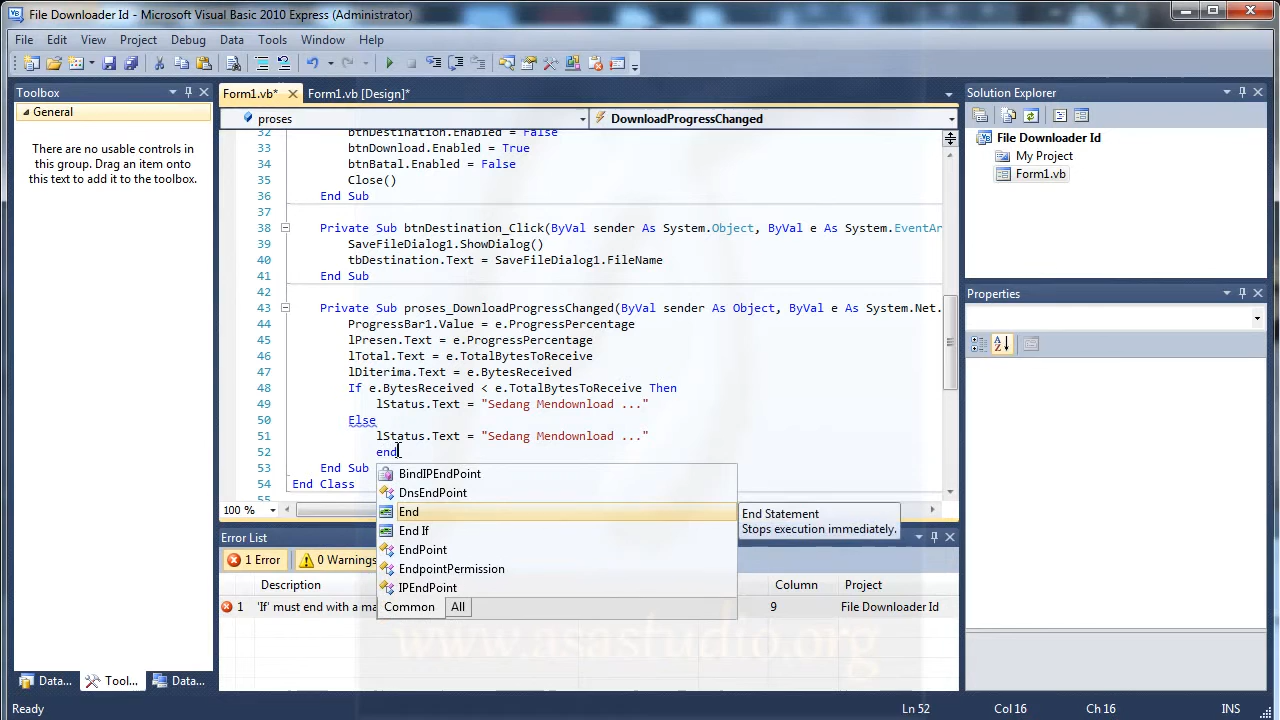 File Downloader Id - Microsoft Visual Basic 2010 Express (Administrator)
File Edit View Project Debug Data Tools Window Help
Toolbox
General
There are no usable controls in
this group. Drag an item onto
this text to add it to the toolbox.
Data... Tool... Data...
Form1.vb* Form1.vb [Design]*
proses DownloadProgressChanged
32 btnDestination.Enabled = False
33 btnDownload.Enabled = True
34 btnBatal.Enabled = False
35 Close()
36 End Sub
37
38 Private Sub btnDestination_Click(ByVal sender As System.Object, ByVal e As System.EventAr
39 SaveFileDialog1.ShowDialog()
40 tbDestination.Text = SaveFileDialog1.FileName
41 End Sub
42
43 Private Sub proses_DownloadProgressChanged(ByVal sender As Object, ByVal e As System.Net.
44 ProgressBar1.Value = e.ProgressPercentage
45 lPresen.Text = e.ProgressPercentage
46 lTotal.Text = e.TotalBytesToReceive
47 lDiterima.Text = e.BytesReceived
48 If e.BytesReceived < e.TotalBytesToReceive Then
49 lStatus.Text = "Sedang Mendownload ..."
50 Else
51 lStatus.Text = "Sedang Mendownload ..."
52 end
53 End Sub
54 End Class
55
100 %
BindIPEndPoint
DnsEndPoint
End
End If
EndPoint
EndpointPermission
IPEndPoint
Common All
End Statement
Stops execution immediately.
Error List
1 Error 0 Warnings
Description Column Project
1 'If' must end with a ma 9 File Downloader Id
www.asastudio.org
Solution Explorer
File Downloader Id
My Project
Form1.vb
Properties
Ready Ln 52 Col 16 Ch 16 INS